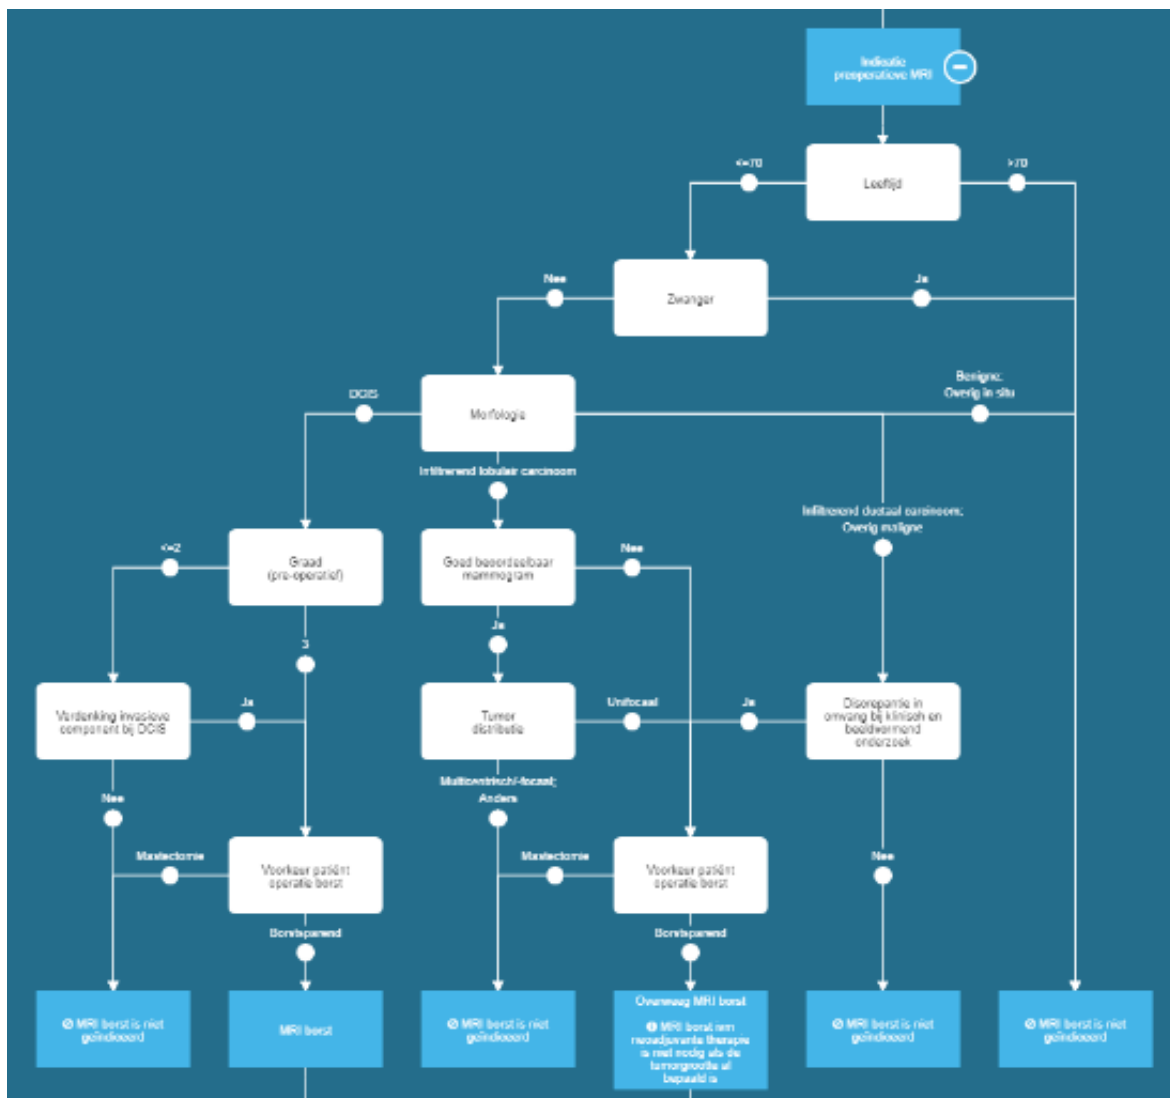 Indicatie
preoperatieve MRI
<=70
>70
Leeftijd
Nee
Ja
Zwanger
Benigne;
Overig in situ
DCIS
Morfologie
Infiltrerend lobulair carcinoom
Infiltrerend ductaal carcinoom;
Overig maligne
<=2
Graad
(pre-operatief)
Goed beoordeelbaar
mammogram
Nee
Ja
3
Verdenking invasieve
component bij DCIS
Ja
Tumor
distributie
Unifocaal
Ja
Discrepantie in
omvang bij klinisch en
beeldvormend
onderzoek
Nee
Multicentrisch/-focaal;
Anders
Mastectomie
Voorkeur patiënt
operatie borst
Mastectomie
Voorkeur patiënt
operatie borst
Nee
Borstsparend
Borstsparend
MRI borst is niet
geïndiceerd
MRI borst
MRI borst is niet
geïndiceerd
Overweeg MRI borst
MRI borst ivm
neoadjuvante therapie
is niet nodig als de
tumorgrootte al
bepaald is
MRI borst is niet
geïndiceerd
MRI borst is niet
geïndiceerd